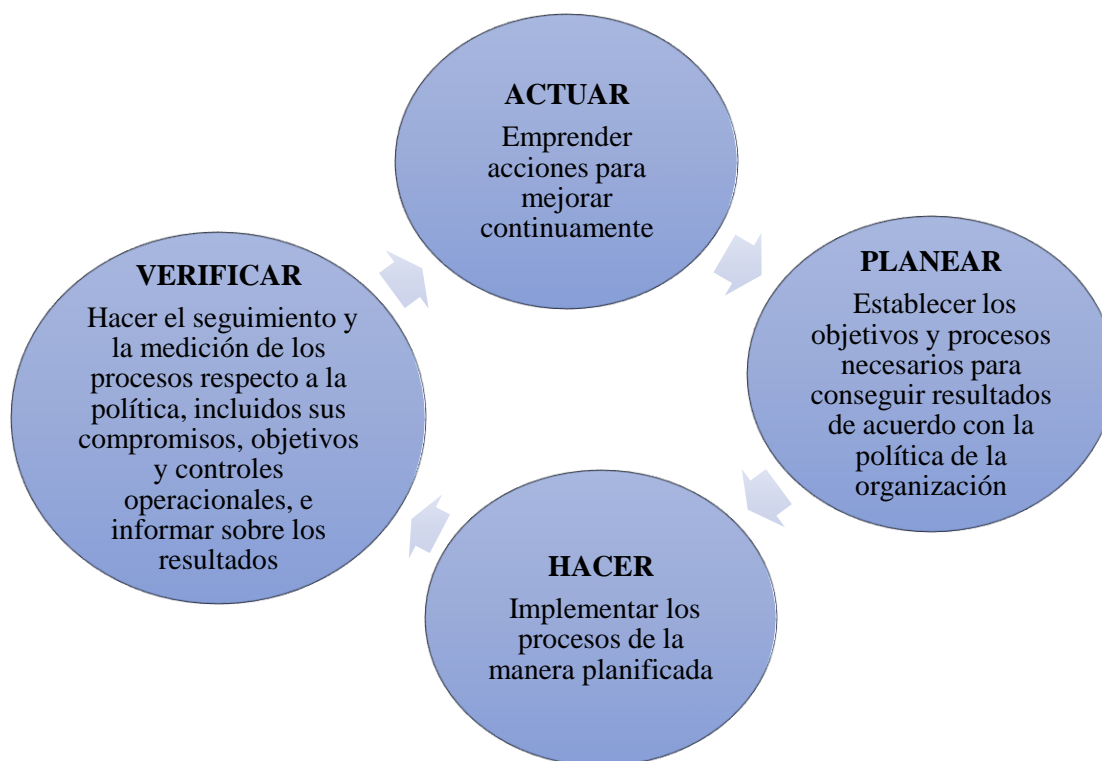 ACTUAR
Emprender
acciones para
mejorar
continuamente
PLANEAR
Establecer los
objetivos y procesos
necesarios para
conseguir resultados
de acuerdo con la
política de la
organización
HACER
Implementar los
procesos de la
manera planificada
VERIFICAR
Hacer el seguimiento y
la medición de los
procesos respecto a la
política, incluidos sus
compromisos, objetivos
y controles
operacionales, e
informar sobre los
resultados